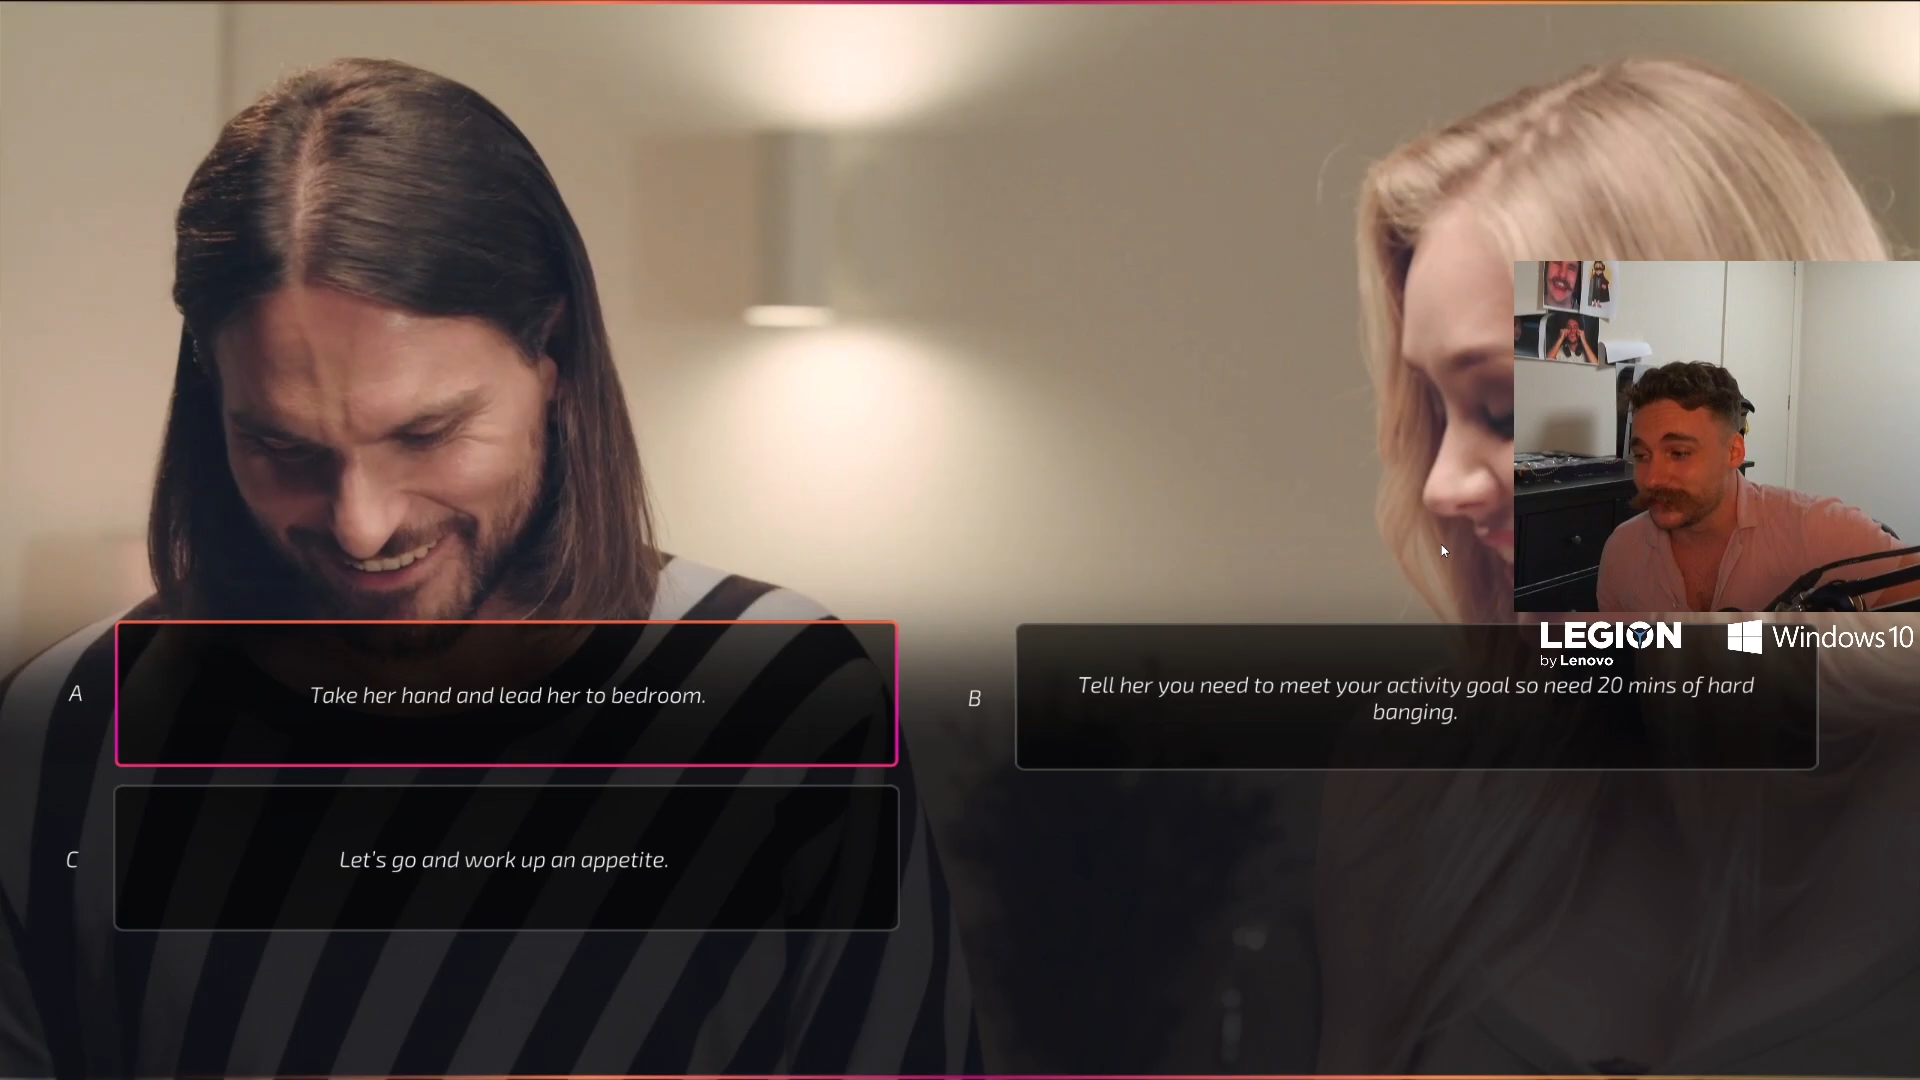 A
Take her hand and lead her to bedroom.
B
Tell her you need to meet your activity goal so need 20 mins of hard
banging.
C
Let's go and work up an appetite.
LEGION
by Lenovo
Windows 10